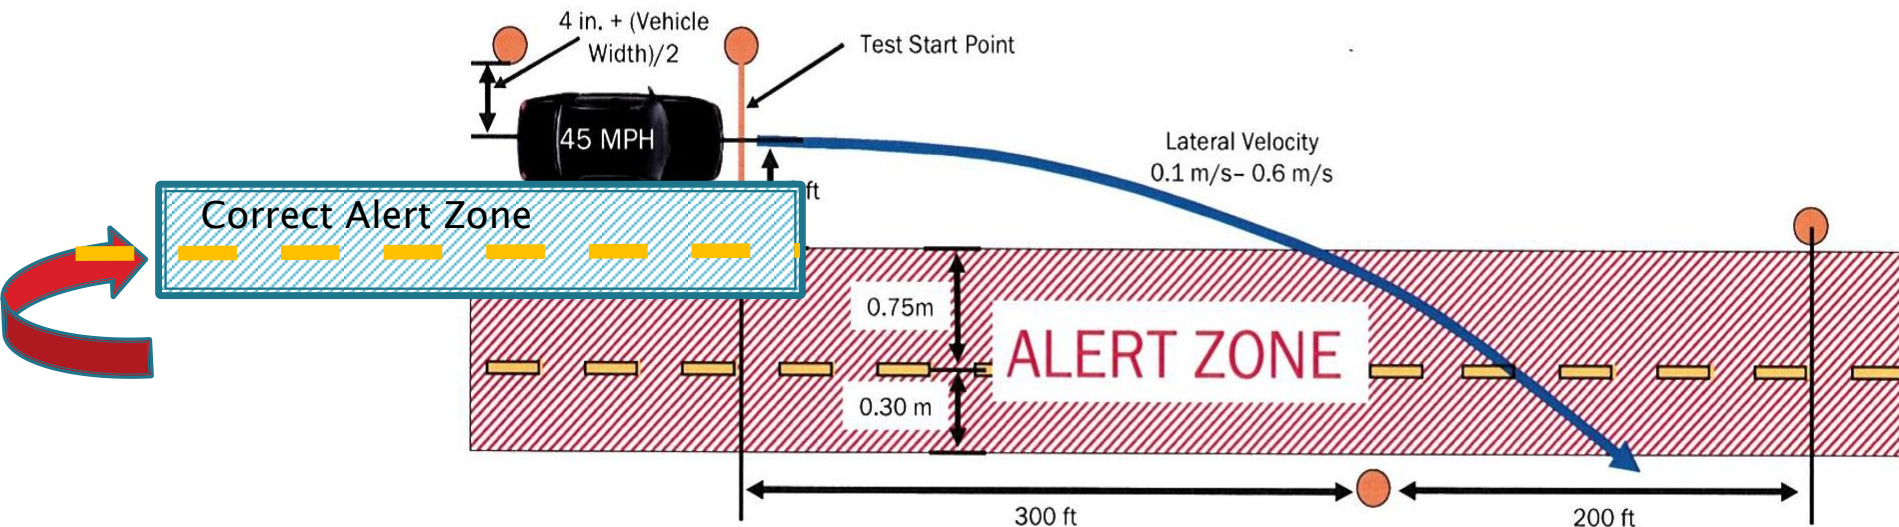 4 in. + (Vehicle
Width)/2
Test Start Point
45 MPH
Lateral Velocity
0.1 m/s– 0.6 m/s
ft
Correct Alert Zone
0.75m
ALERT ZONE
0.30 m
300 ft
200 ft